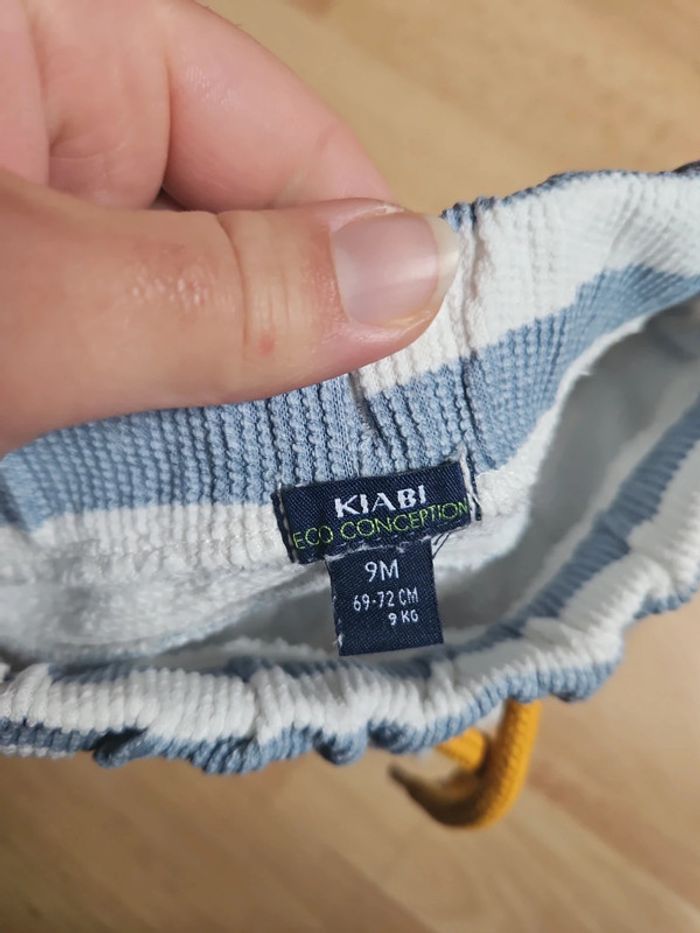 KIABI
ECO CONCEPTION
9M
69-72 CM
9 KG